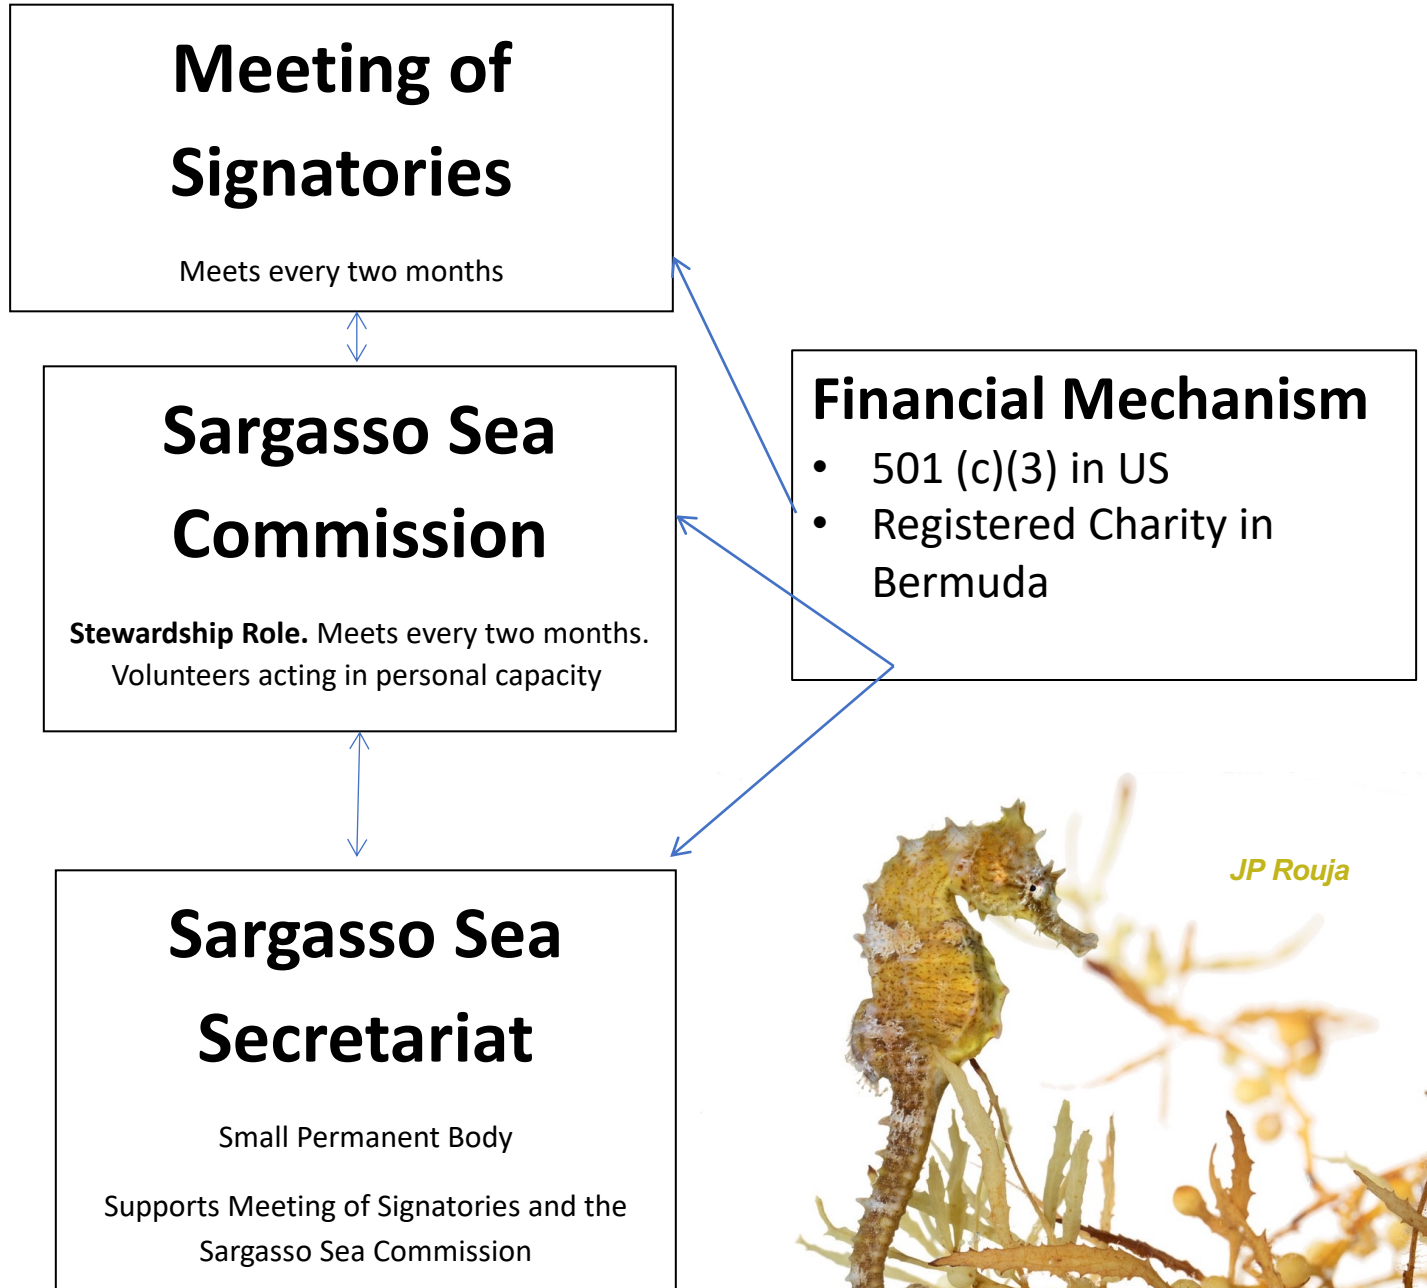 Meeting of
Signatories
Meets every two months
Sargasso Sea
Commission
Stewardship Role. Meets every two months.
Volunteers acting in personal capacity
Financial Mechanism
• 501 (c)(3) in US
• Registered Charity in
Bermuda
Sargasso Sea
Secretariat
Small Permanent Body
Supports Meeting of Signatories and the
Sargasso Sea Commission
JP Rouja